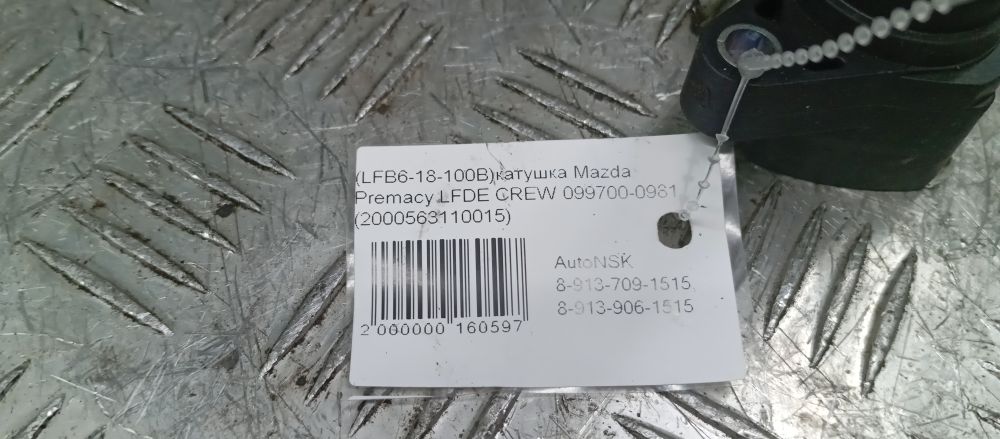 (LFB6-18-100B)катушка Mazda
Premacy LFDE CREW 099700-0981
(2000563110015)
AutoNSK
8-913-709-1515
8-913-906-1515
2 000000 160597